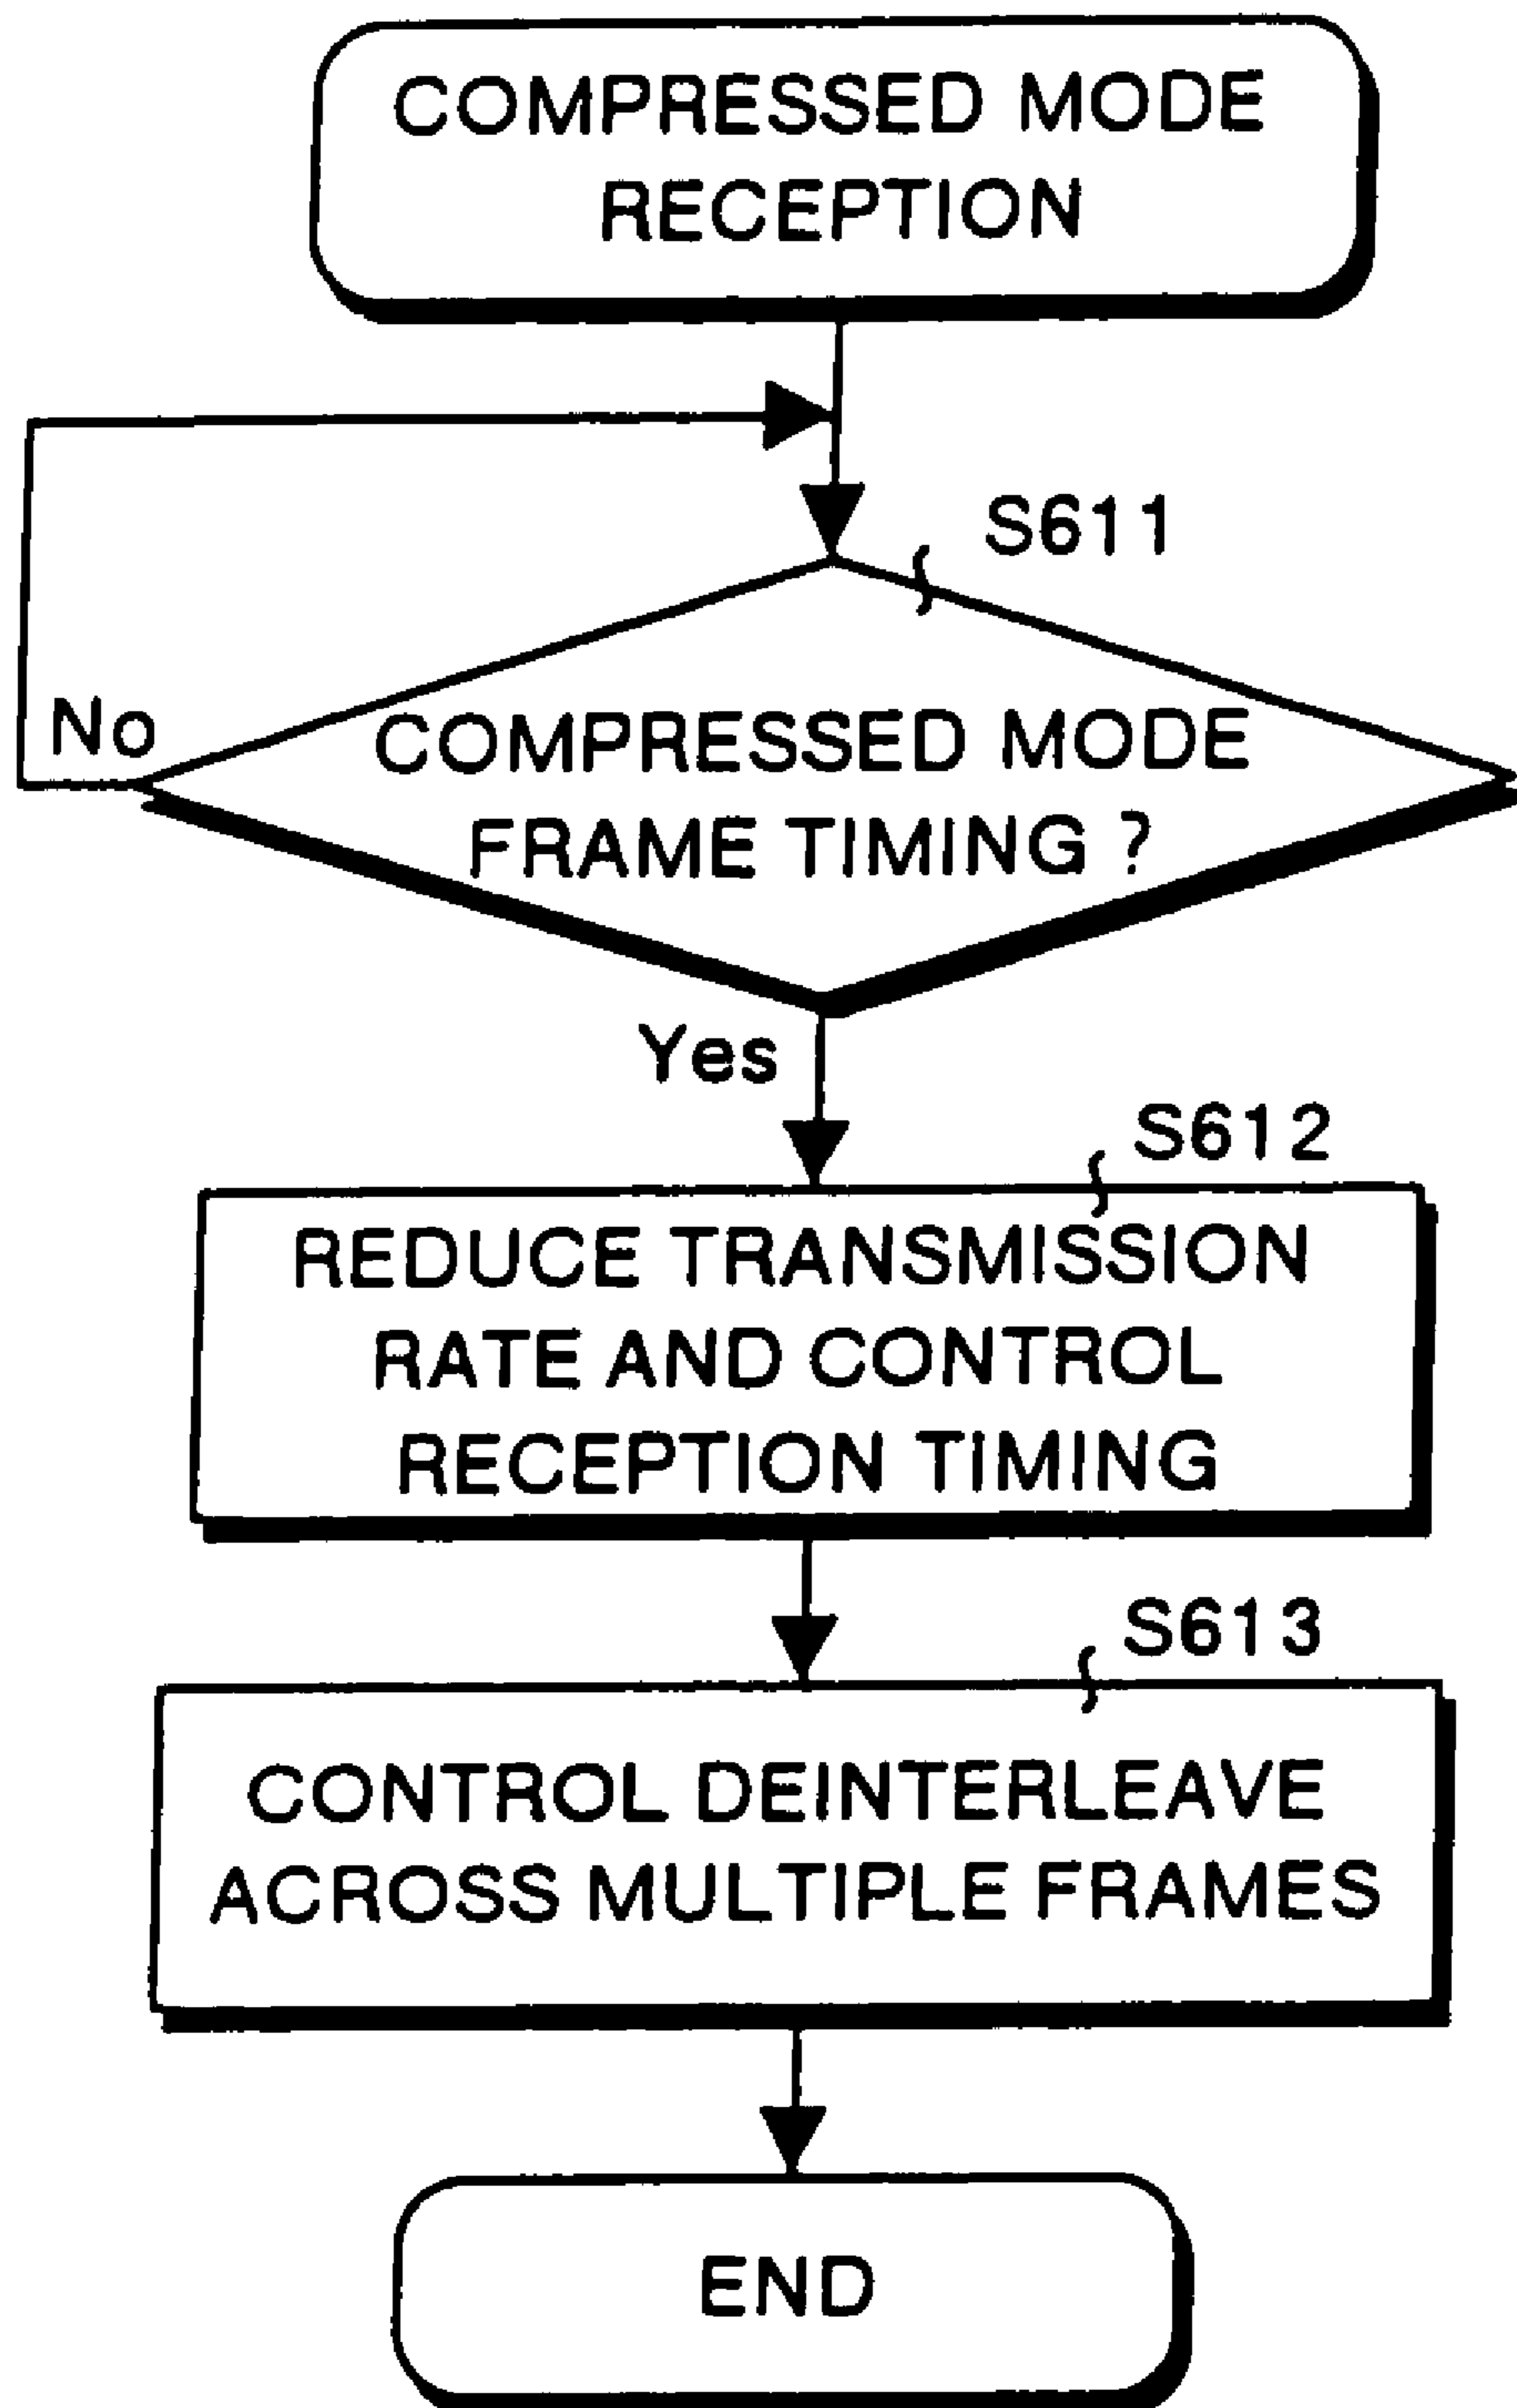 COMPRESSED MODE
RECEPTION
S611
No
COMPRESSED MODE
FRAME TIMING ?
Yes
S612
REDUCE TRANSMISSION
RATE AND CONTROL
RECEPTION TIMING
S613
CONTROL DEINTERLEAVE
ACROSS MULTIPLE FRAMES
END